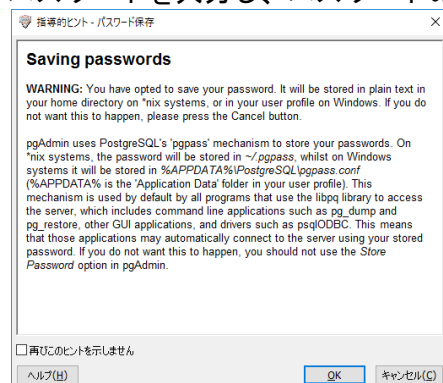 指導的ヒント - パスワード保存
Saving passwords
WARNING: You have opted to save your password. It will be stored in plain text in
your home directory on *nix systems, or in your user profile on Windows. If you do
not want this to happen, please press the Cancel button.
pgAdmin uses PostgreSQL's 'pgpass' mechanism to store your passwords. On
*nix systems, the password will be stored in ~/.pgpass, whilst on Windows
systems it will be stored in %APPDATA%\PostgreSQL\pgpass.conf
(%APPDATA% is the 'Application Data' folder in your user profile). This
mechanism is used by default by all programs that use the libpq library to access
the server, which includes command line applications such as pg_dump and
pg_restore, other GUI applications, and drivers such as psqlODBC. This means
that those applications may automatically connect to the server using your stored
password. If you do not want this to happen, you should not use the Store
Password option in pgAdmin.
再びこのヒントを示しません
ヘルプ(H) OK キャンセル(C)